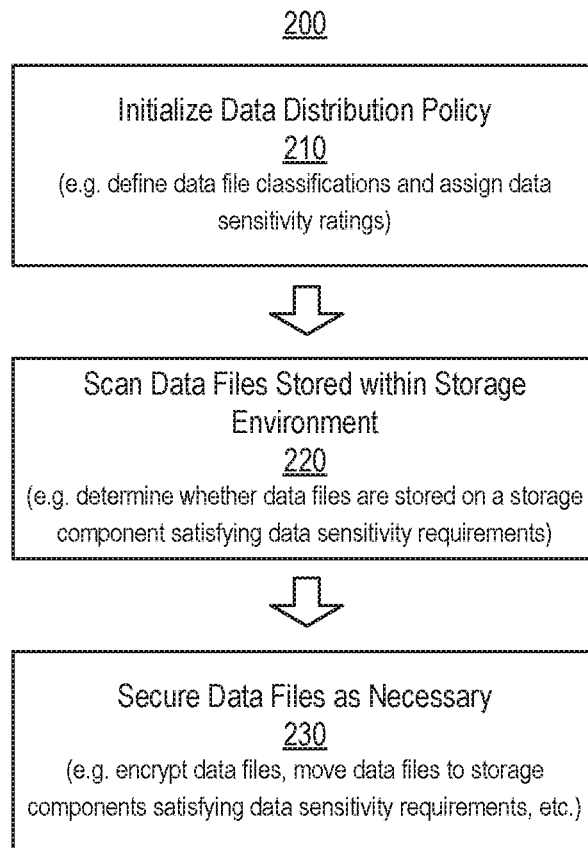 200
Initialize Data Distribution Policy
210
(e.g. define data file classifications and assign data
sensitivity ratings)
Scan Data Files Stored within Storage
Environment
220
(e.g. determine whether data files are stored on a storage
component satisfying data sensitivity requirements)
Secure Data Files as Necessary
230
(e.g. encrypt data files, move data files to storage
components satisfying data sensitivity requirements, etc.)